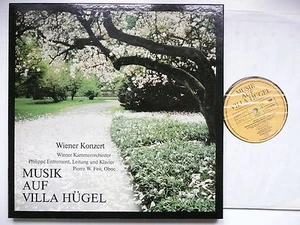 Wiener Konzert
Wiener Kammerorchester
Philippe Entremont, Leitung und Klavier
Pierre W. Feit, Oboe
MUSIK
AUF
VILLA HÜGEL
MUSIK
AUF
VILLA HÜGEL